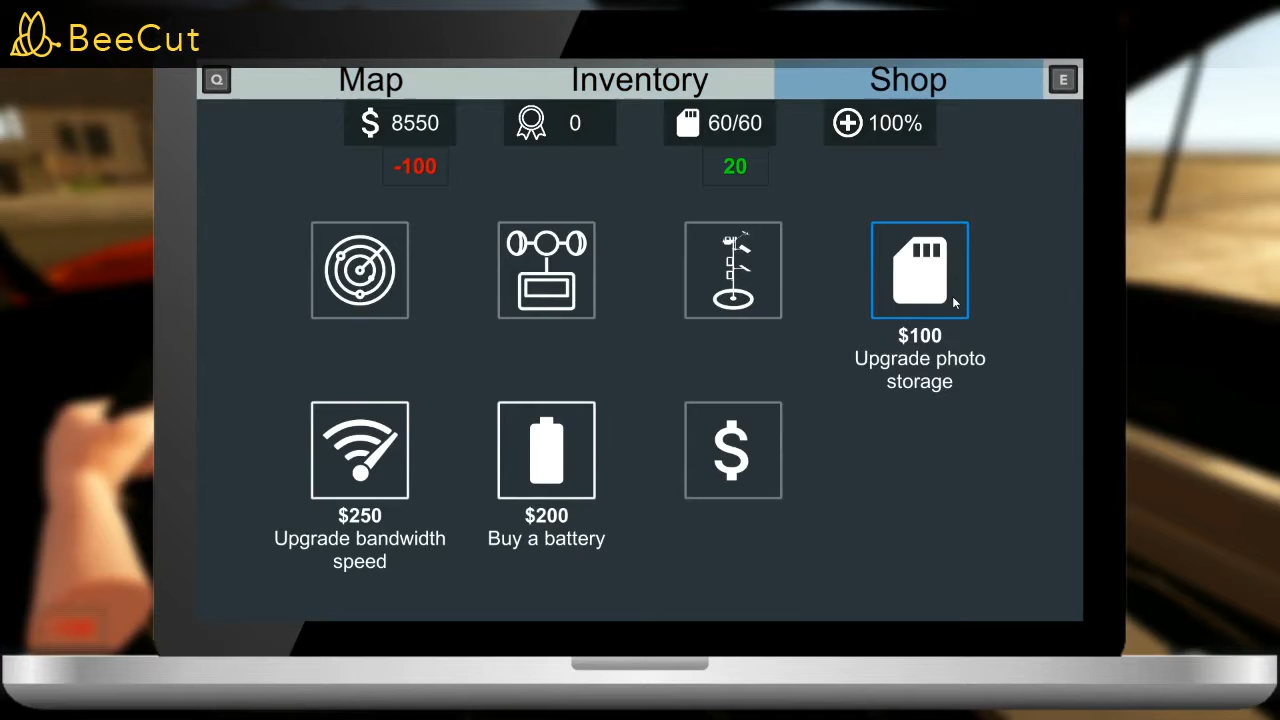 BeeCut
Q
Map
Inventory
Shop
E
$ 8550
0
60/60
100%
-100
20
$100
Upgrade photo
storage
$
$250
Upgrade bandwidth
speed
$200
Buy a battery